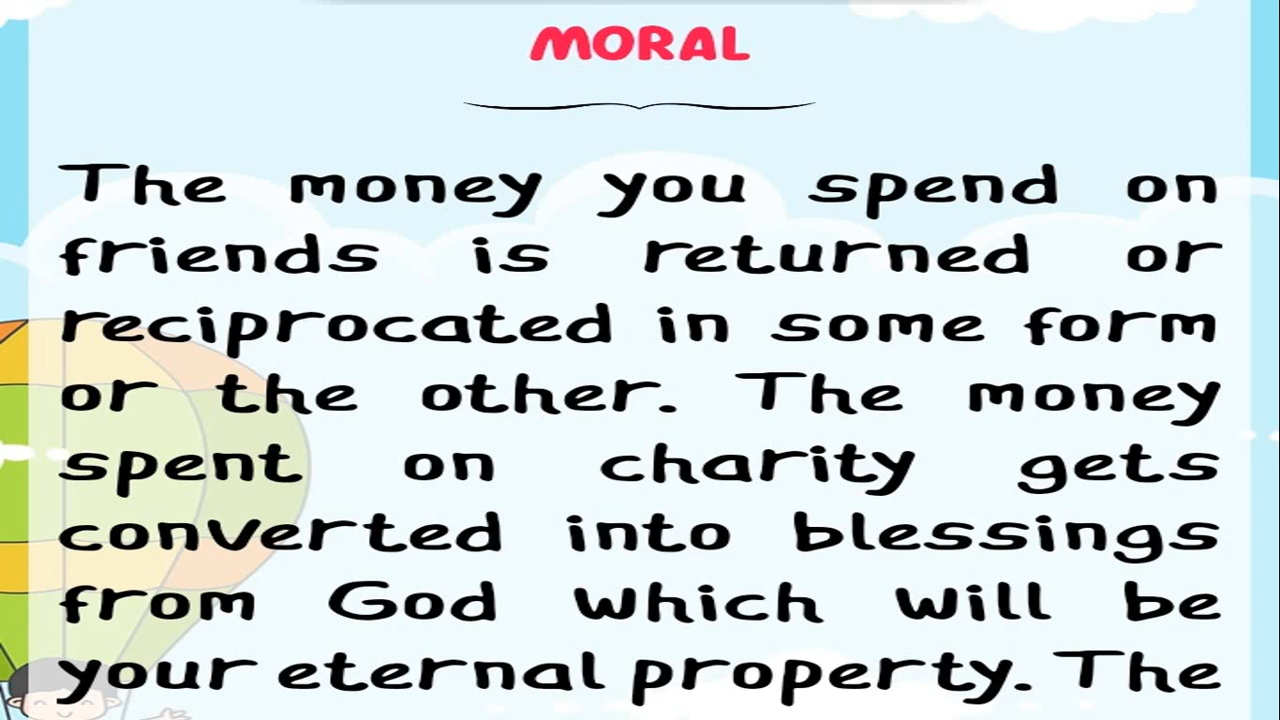 MORAL
The money you spend on
friends is returned or
reciprocated in some form
or the other. The money
spent on charity gets
converted into blessings
from God which will be
your eternal property. The